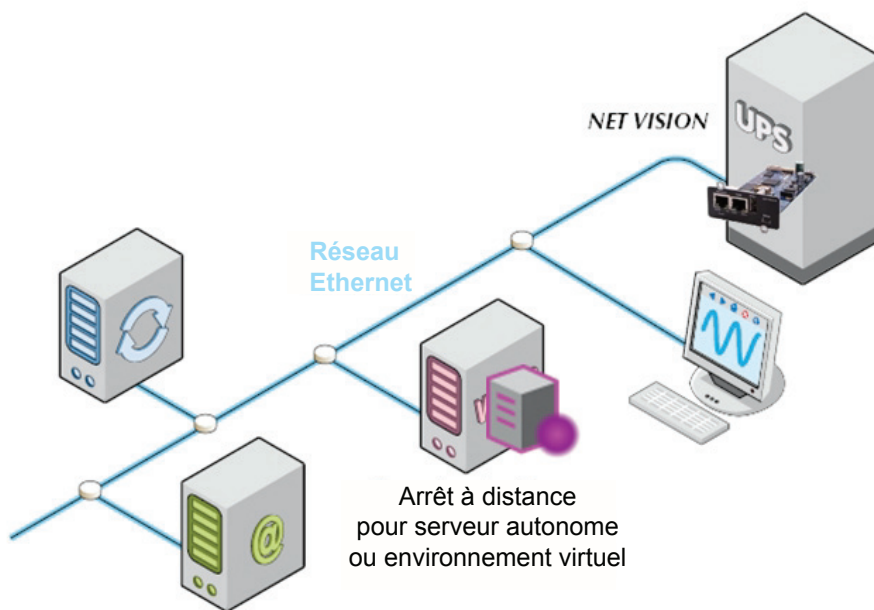 NET VISION
UPS
Réseau
Ethernet
@
Arrêt à distance
pour serveur autonome
ou environnement virtuel